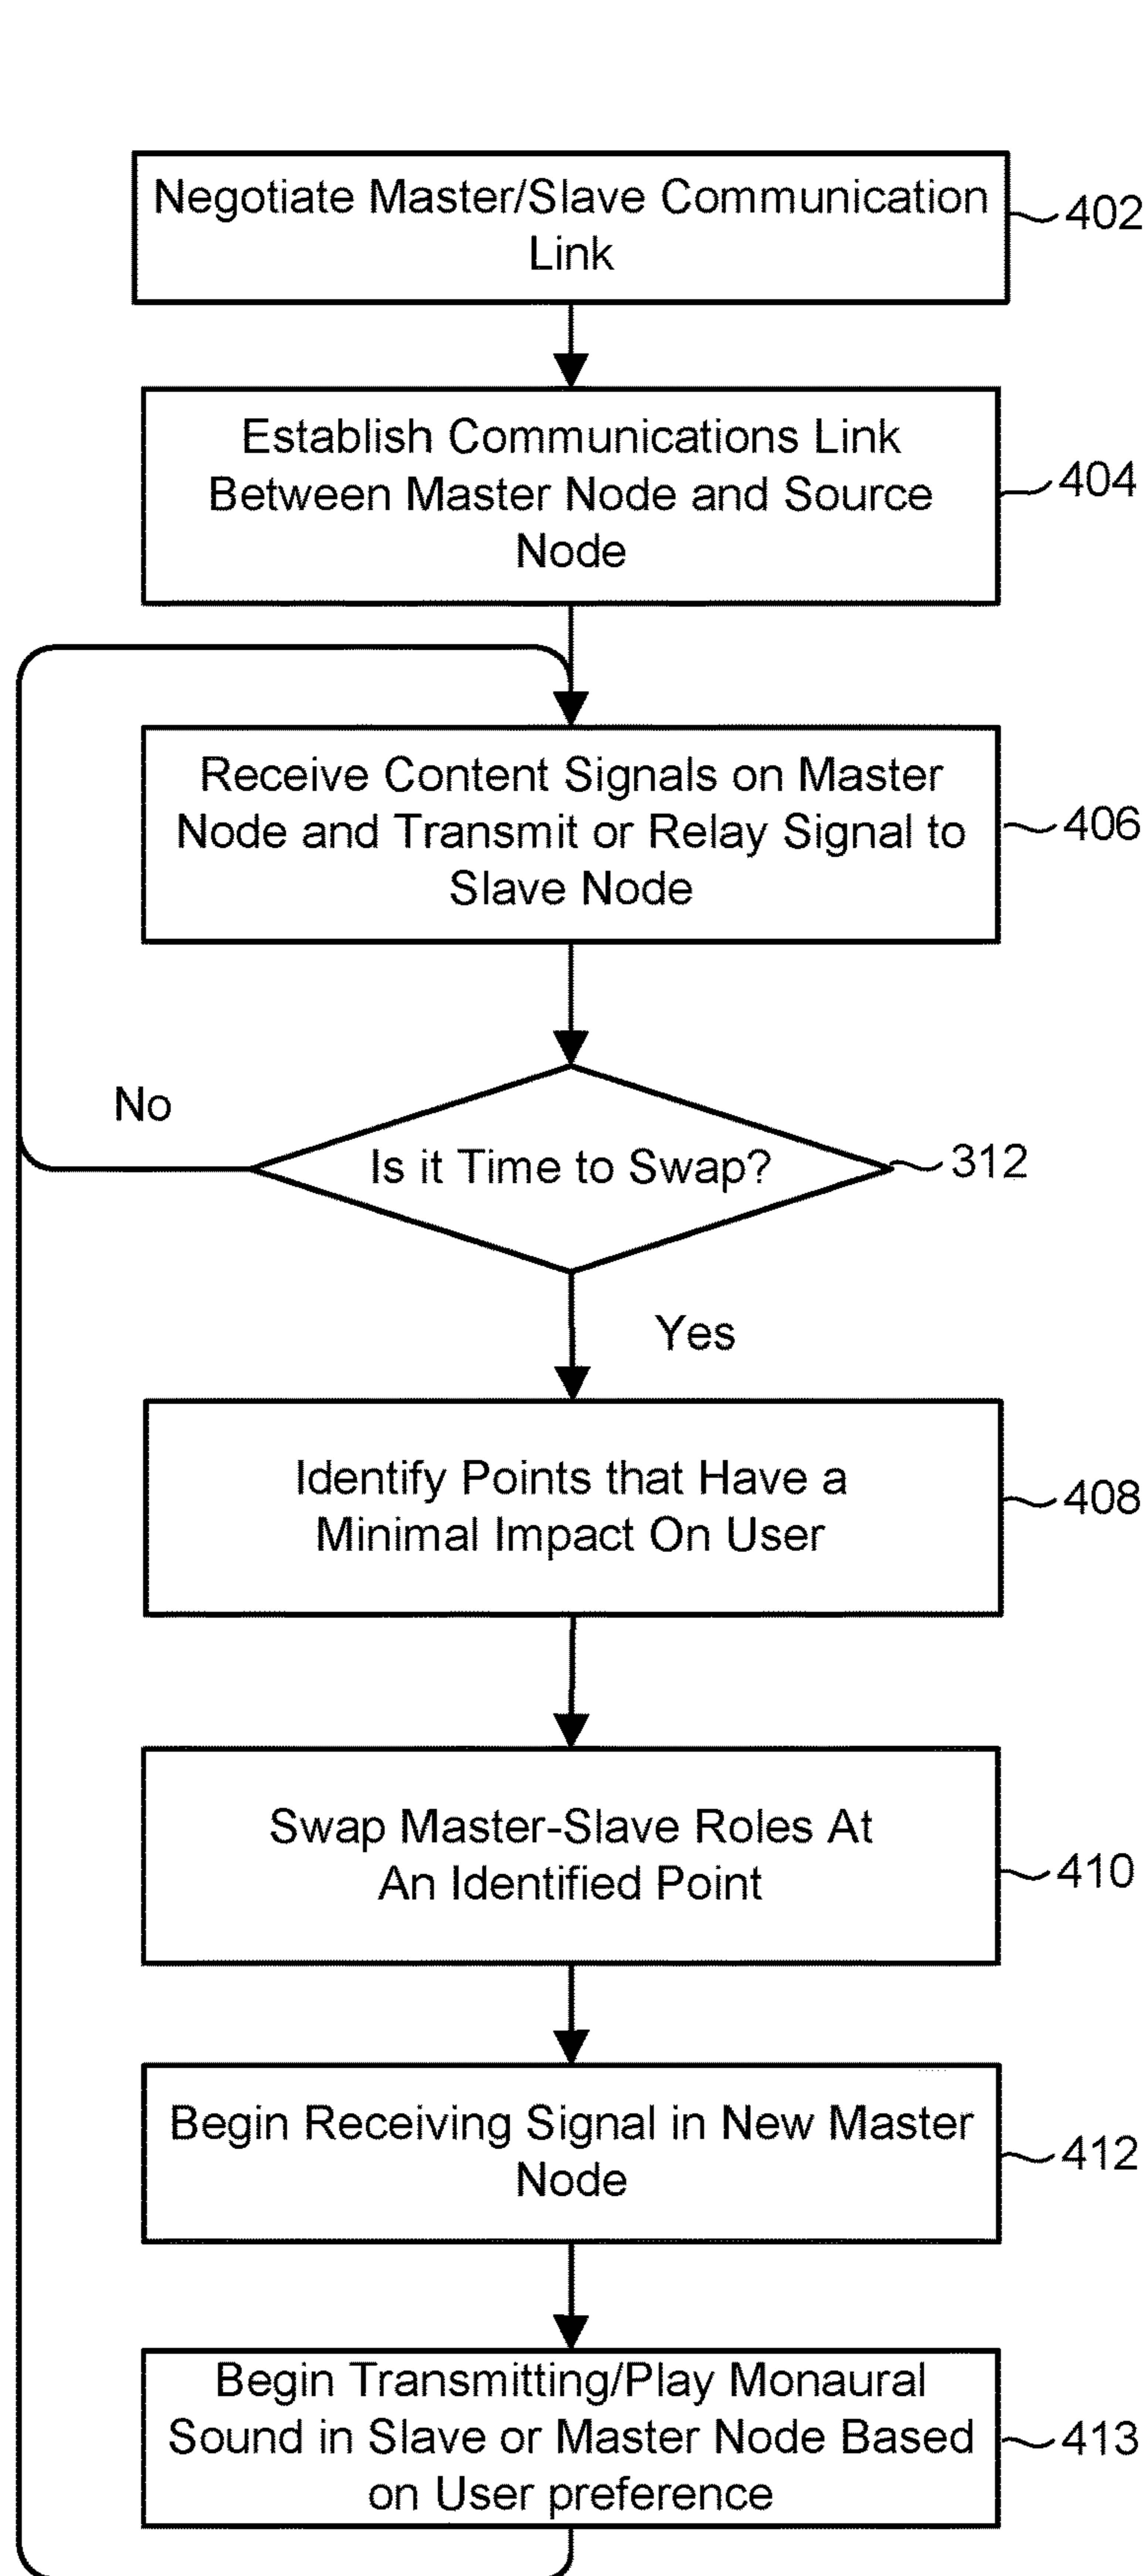 Negotiate Master/Slave Communication
Link
402
Establish Communications Link
Between Master Node and Source
Node
404
Receive Content Signals on Master
Node and Transmit or Relay Signal to
Slave Node
406
No
Is it Time to Swap?
312
Yes
Identify Points that Have a
Minimal Impact On User
408
Swap Master-Slave Roles At
An Identified Point
410
Begin Receiving Signal in New Master
Node
412
Begin Transmitting/Play Monaural
Sound in Slave or Master Node Based
on User preference
413